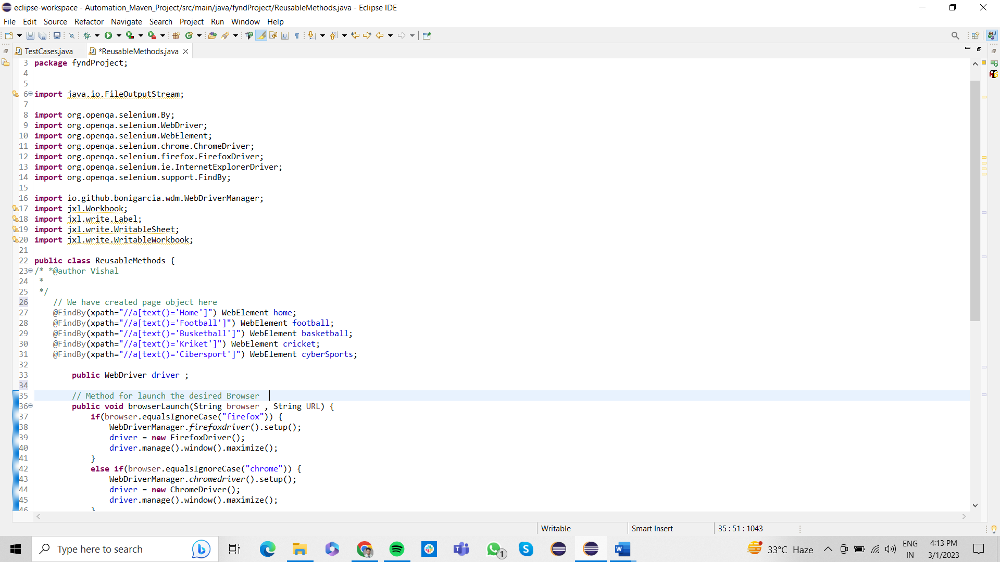 eclipse-workspace - Automation_Maven_Project/src/main/java/fyndProject/ReusableMethods.java - Eclipse IDE
File Edit Source Refactor Navigate Search Project Run Window Help
TestCases.java *ReusableMethods.java
3 package fyndProject;
4
5
6 import java.io.FileOutputStream;
7
8 import org.openqa.selenium.By;
9 import org.openqa.selenium.WebDriver;
10 import org.openqa.selenium.WebElement;
11 import org.openqa.selenium.chrome.ChromeDriver;
12 import org.openqa.selenium.firefox.FirefoxDriver;
13 import org.openqa.selenium.ie.InternetExplorerDriver;
14 import org.openqa.selenium.support.FindBy;
15
16 import io.github.bonigarcia.wdm.WebDriverManager;
17 import jxl.Workbook;
18 import jxl.write.Label;
19 import jxl.write.WritableSheet;
20 import jxl.write.WritableWorkbook;
21
22 public class ReusableMethods {
23 /* *@author Vishal
24 *
25 */
26 // We have created page object here
27 @FindBy(xpath="//a[text()='Home']") WebElement home;
28 @FindBy(xpath="//a[text()='Football']") WebElement football;
29 @FindBy(xpath="//a[text()='Busketball']") WebElement basketball;
30 @FindBy(xpath="//a[text()='Kriket']") WebElement cricket;
31 @FindBy(xpath="//a[text()='Cibersport']") WebElement cyberSports;
32
33 public WebDriver driver ;
34
35 // Method for launch the desired Browser
36 public void browserLaunch(String browser , String URL) {
37 if(browser.equalsIgnoreCase("firefox")) {
38 WebDriverManager.firefoxdriver().setup();
39 driver = new FirefoxDriver();
40 driver.manage().window().maximize();
41 }
42 else if(browser.equalsIgnoreCase("chrome")) {
43 WebDriverManager.chromedriver().setup();
44 driver = new ChromeDriver();
45 driver.manage().window().maximize();
46 }
Writable Smart Insert 35 : 51 : 1043
Type here to search 1 33°C Haze ENG IN 4:13 PM 3/1/2023